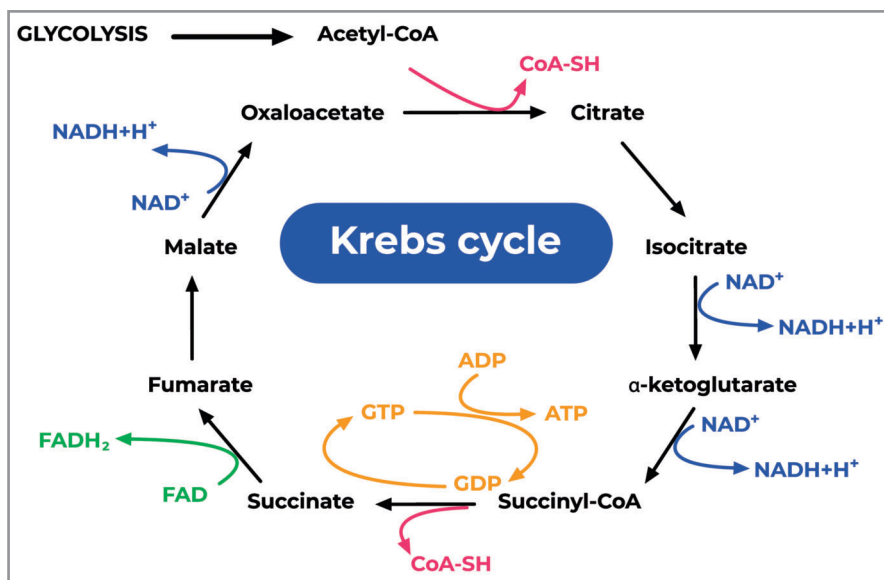 GLYCOLYSIS
Acetyl-CoA
CoA-SH
Oxaloacetate
Citrate
NADH+H⁺
NAD⁺
Krebs cycle
Malate
Isocitrate
NAD⁺
NADH+H⁺
ADP
Fumarate
α-ketoglutarate
GTP
ATP
NAD⁺
FADH₂
NADH+H⁺
GDP
FAD
Succinate
Succinyl-CoA
CoA-SH